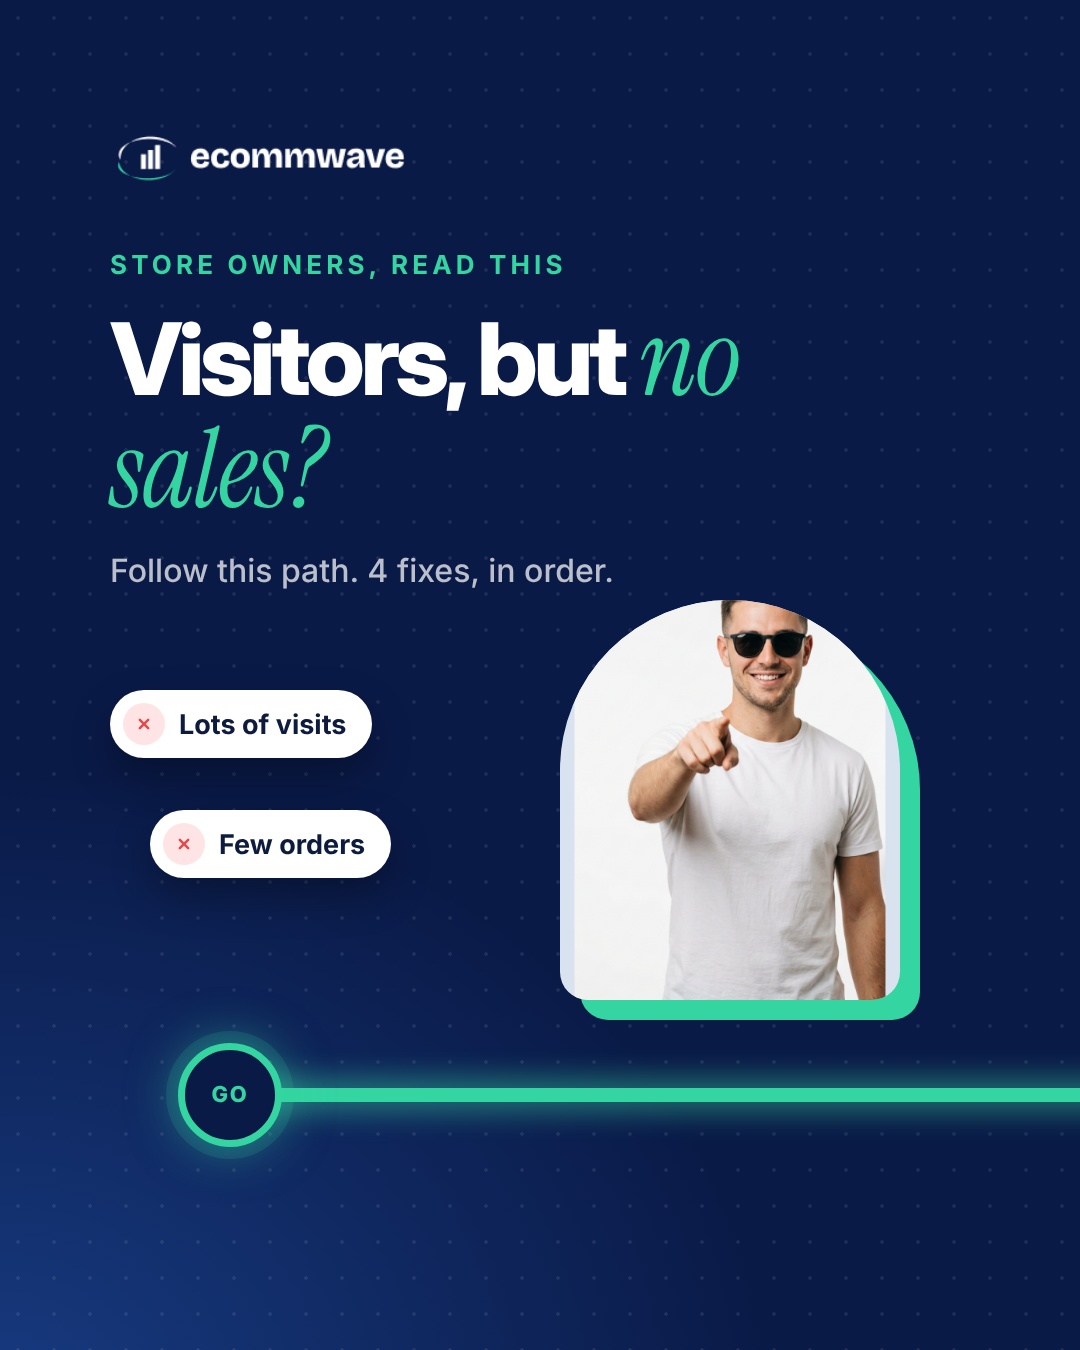 ecommwave
STORE OWNERS, READ THIS
Visitors, but no
sales?
Follow this path. 4 fixes, in order.
Lots of visits
Few orders
GO